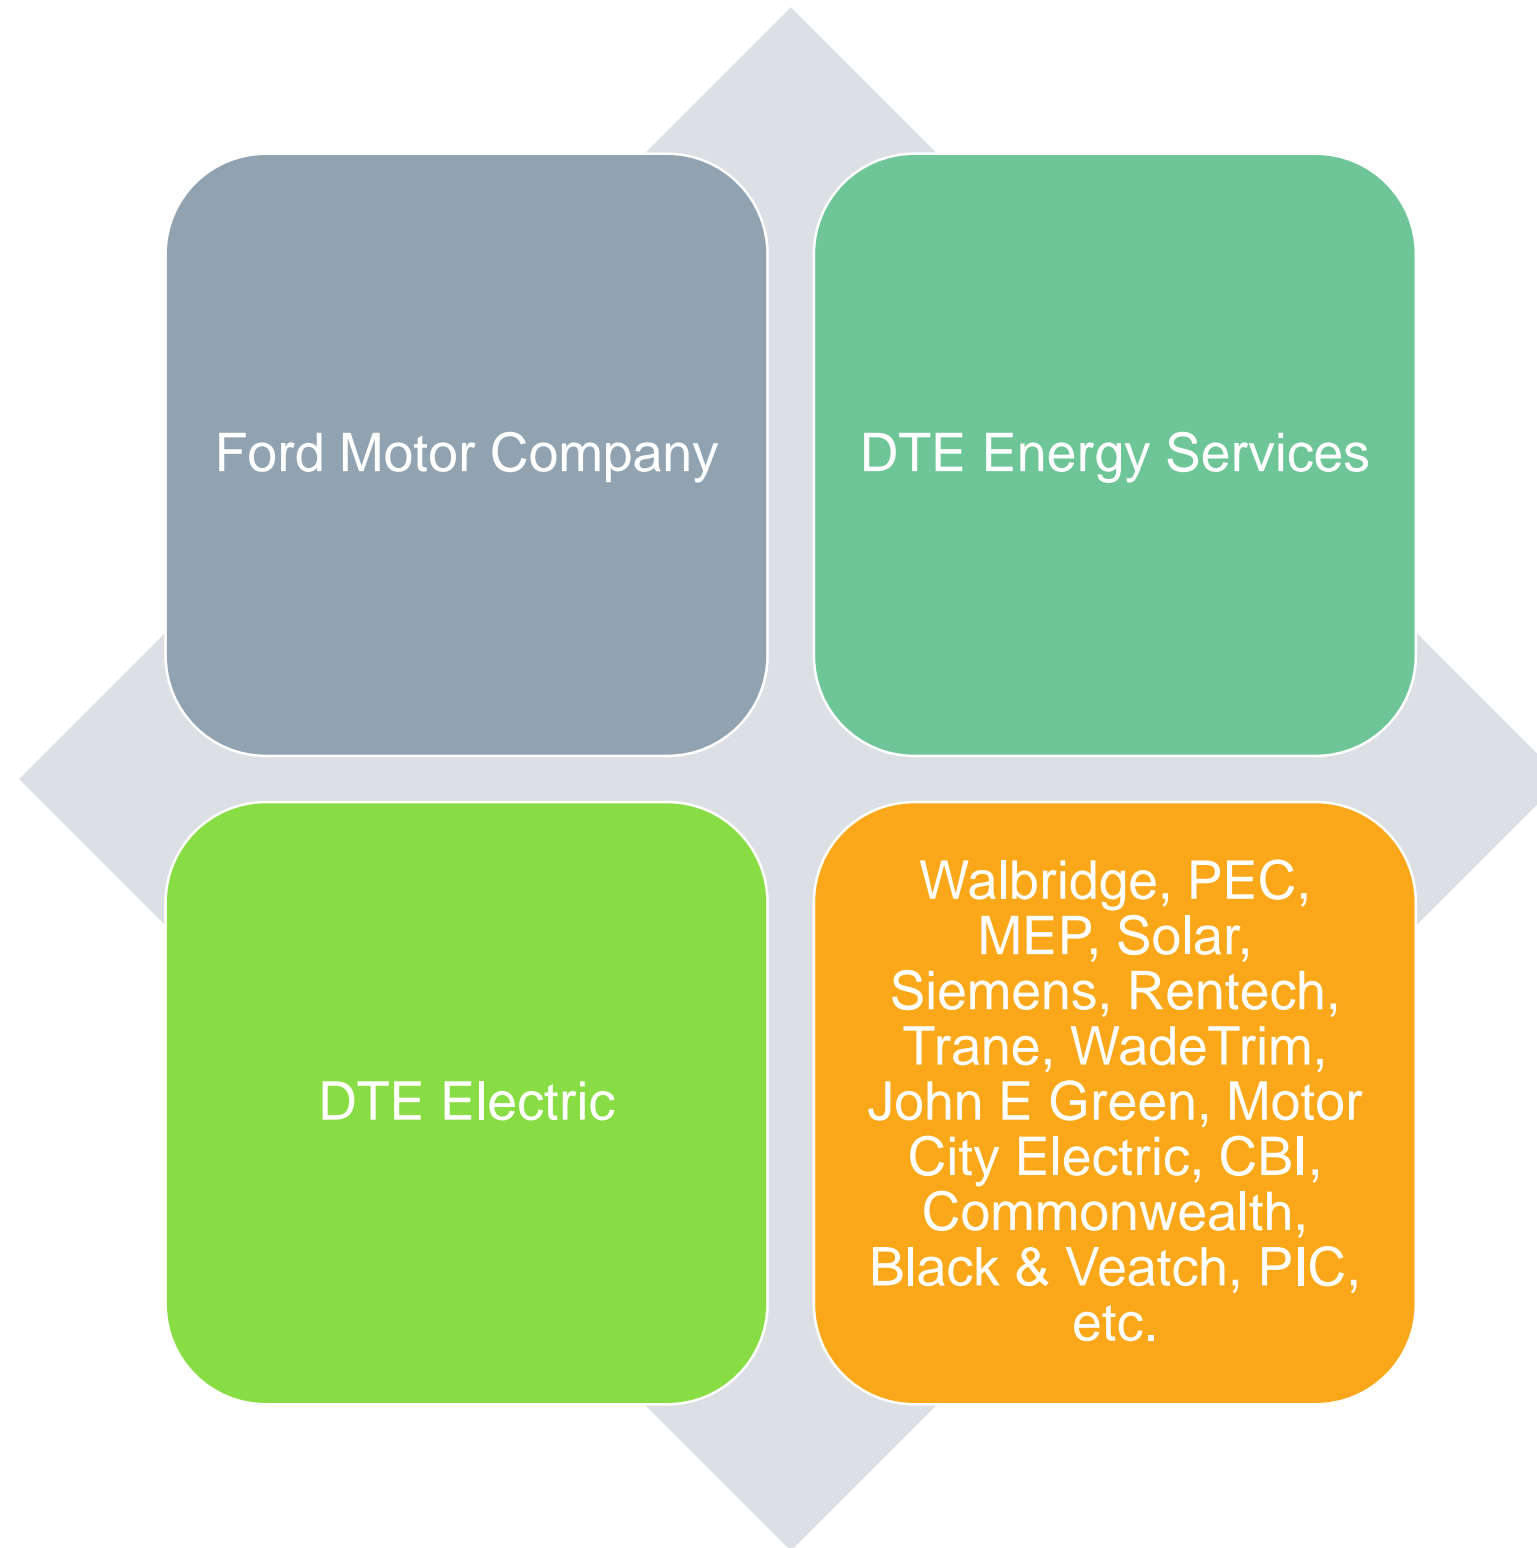 Ford Motor Company
DTE Energy Services
DTE Electric
Walbridge, PEC,
MEP, Solar,
Siemens, Rentech,
Trane, WadeTrim,
John E Green, Motor
City Electric, CBI,
Commonwealth,
Black & Veatch, PIC,
etc.